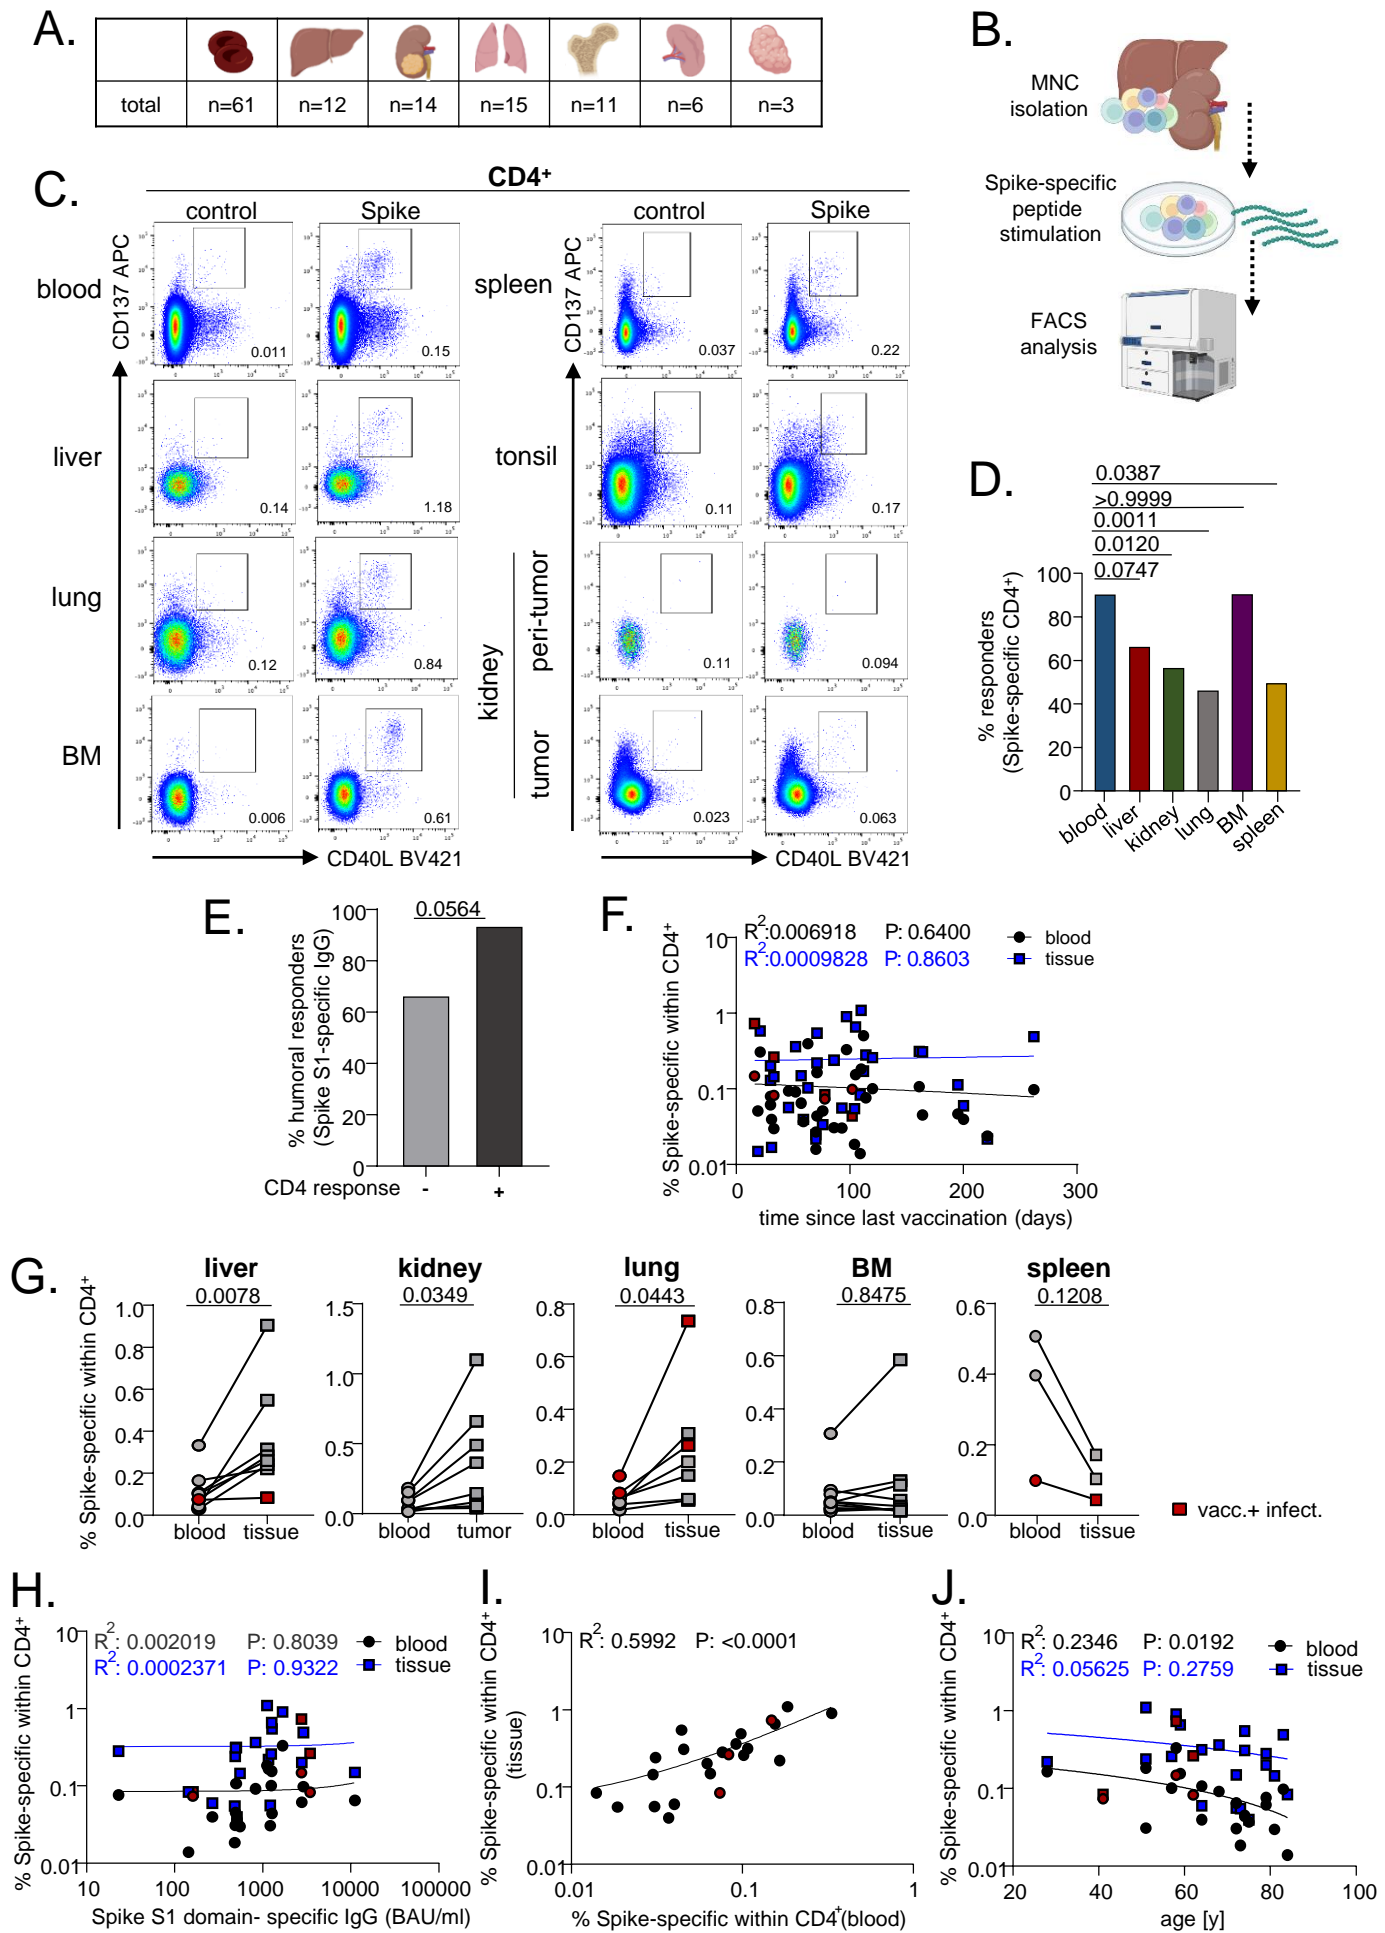 A.
total n=61 n=12 n=14 n=15 n=11 n=6 n=3
B.
MNC
isolation
Spike-specific
peptide
stimulation
FACS
analysis
C.
CD4+
control Spike control Spike
CD137 APC
CD137 APC
blood
0.011
0.15
spleen
0.037
0.22
liver
0.14
1.18
tonsil
0.11
0.17
lung
0.12
0.84
kidney
peri-tumor
0.11
0.094
BM
0.006
0.61
tumor
0.023
0.063
CD40L BV421
CD40L BV421
D.
0.0387
>0.9999
0.0011
0.0120
0.0747
% responders
(Spike-specific CD4+)
100
80
60
40
20
0
blood
liver
kidney
lung
BM
spleen
E.
0.0564
% humoral responders
(Spike S1-specific IgG)
100
80
60
40
20
0
CD4 response - +
F.
R2:0.006918 P: 0.6400
R2:0.0009828 P: 0.8603
blood
tissue
% Spike-specific within CD4+
10
1
0.1
0.01
0 100 200 300
time since last vaccination (days)
G.
% Spike-specific within CD4+
liver
0.0078
1.0
0.8
0.6
0.4
0.2
0.0
blood tissue
kidney
0.0349
1.5
1.0
0.5
0.0
blood tumor
lung
0.0443
0.8
0.6
0.4
0.2
0.0
blood tissue
BM
0.8475
0.8
0.6
0.4
0.2
0.0
blood tissue
spleen
0.1208
0.6
0.4
0.2
0.0
blood tissue
vacc.+ infect.
H.
R2: 0.002019 P: 0.8039
R2: 0.0002371 P: 0.9322
blood
tissue
% Spike-specific within CD4+
10
1
0.1
0.01
10 100 1000 10000 100000
Spike S1 domain- specific IgG (BAU/ml)
I.
R2: 0.5992 P: <0.0001
% Spike-specific within CD4+
(tissue)
10
1
0.1
0.01
0.01 0.1 1
% Spike-specific within CD4+(blood)
J.
R2: 0.2346 P: 0.0192
R2: 0.05625 P: 0.2759
blood
tissue
% Spike-specific within CD4+
10
1
0.1
0.01
20 40 60 80 100
age [y]